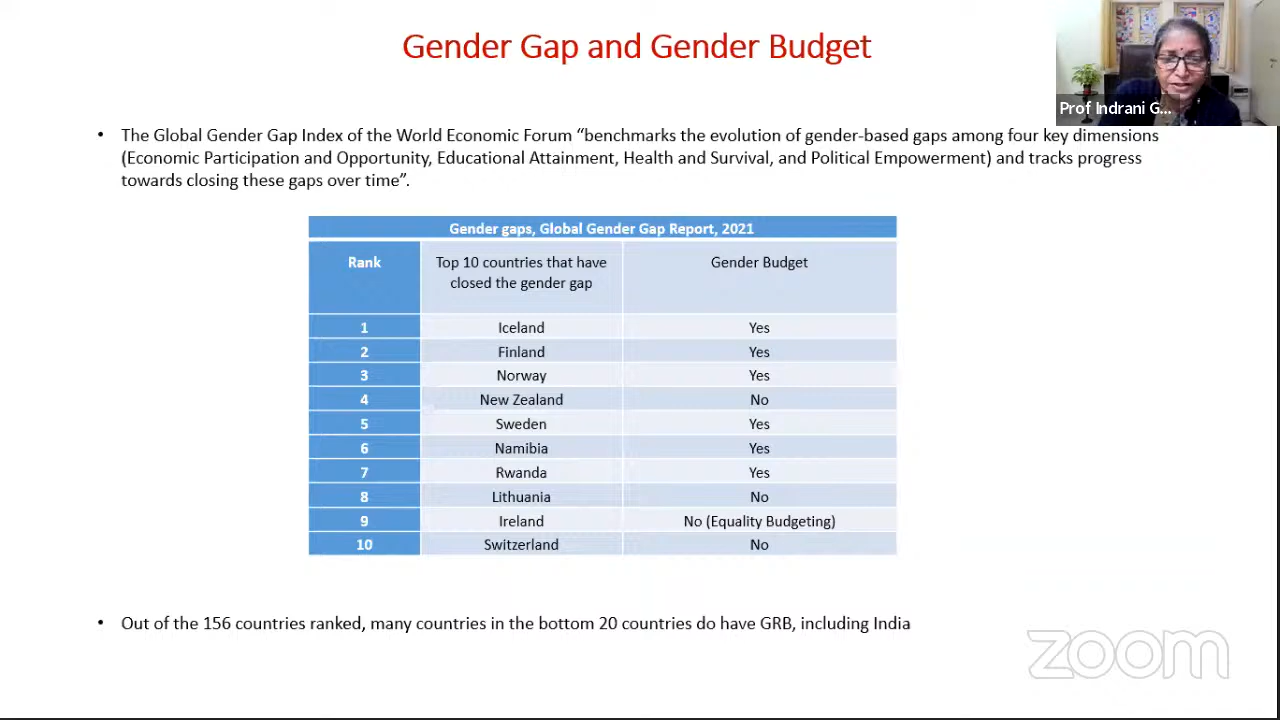 Gender Gap and Gender Budget
Prof Indrani G...
• The Global Gender Gap Index of the World Economic Forum “benchmarks the evolution of gender-based gaps among four key dimensions
(Economic Participation and Opportunity, Educational Attainment, Health and Survival, and Political Empowerment) and tracks progress
towards closing these gaps over time”.
Gender gaps, Global Gender Gap Report, 2021
Rank Top 10 countries that have Gender Budget
closed the gender gap
1 Iceland Yes
2 Finland Yes
3 Norway Yes
4 New Zealand No
5 Sweden Yes
6 Namibia Yes
7 Rwanda Yes
8 Lithuania No
9 Ireland No (Equality Budgeting)
10 Switzerland No
• Out of the 156 countries ranked, many countries in the bottom 20 countries do have GRB, including India
zoom